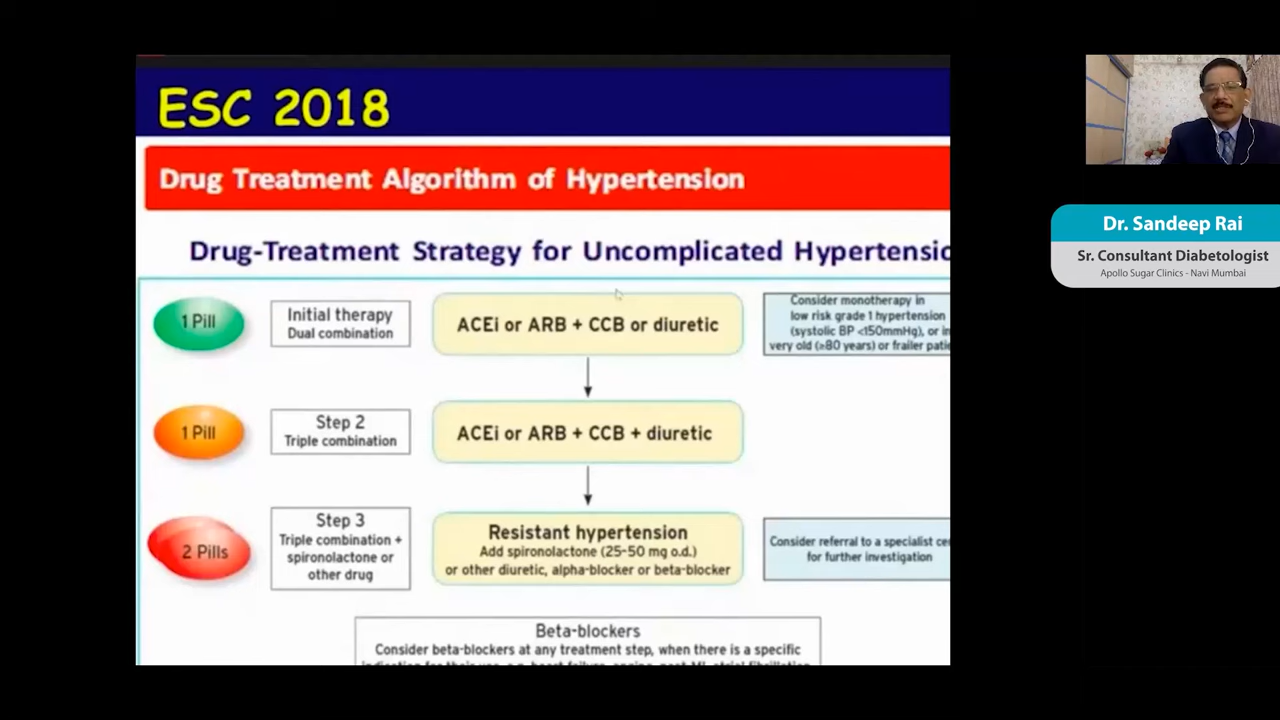 ESC 2018
Drug Treatment Algorithm of Hypertension
Drug-Treatment Strategy for Uncomplicated
1 Pill
Initial therapy
Dual combination
ACEi or ARB + CCB or diuretic
Consider monotherapy in
low risk grade 1 hypertension
(systolic BP <150mmHg), or in
very old (≥80 years) or frailer
1 Pill
Step 2
Triple combination
ACEi or ARB + CCB + diuretic
2 Pills
Step 3
Triple combination +
spironolactone or
other drug
Resistant hypertension
Add spironolactone (25-50 mg o.d.)
or other diuretic, alpha-blocker or beta-blocker
Consider referral to a specialist
for further investigation
Beta-blockers
Consider beta-blockers at any treatment step, when there is a specific
Dr. Sandeep Rai
Sr. Consultant Diabetologist
Apollo Sugar Clinics - Navi Mumbai